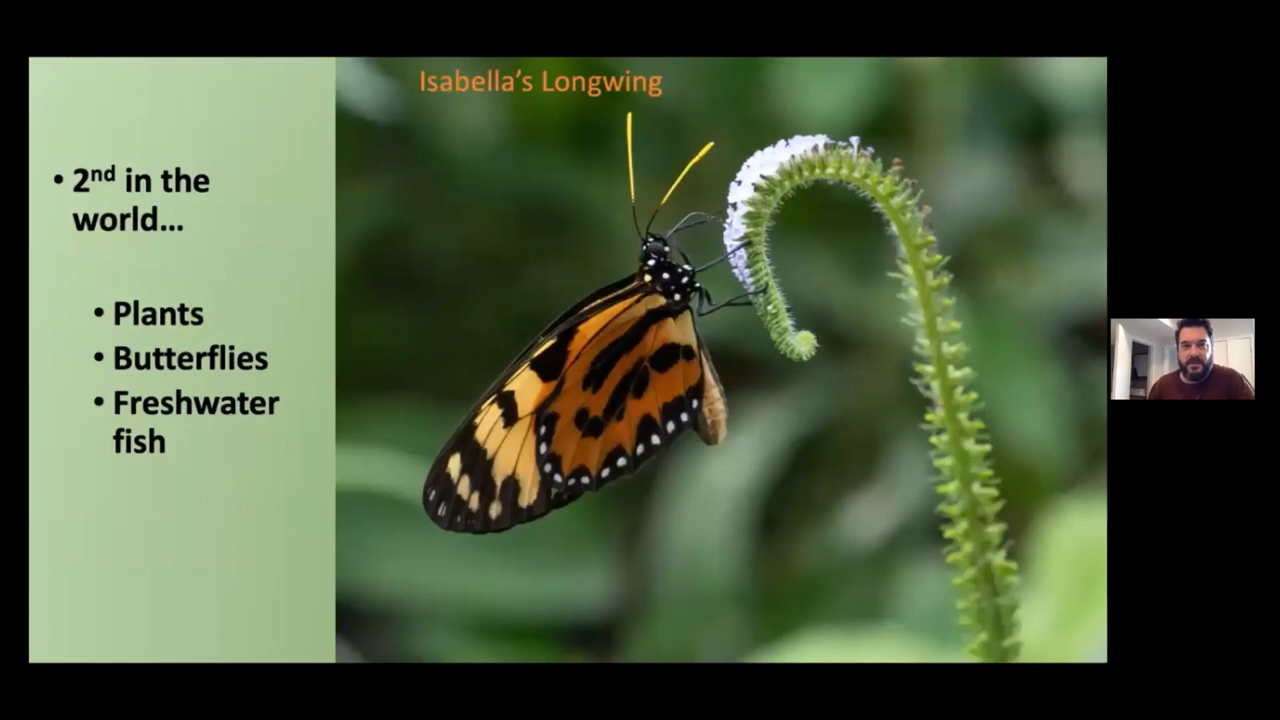 Isabella’s Longwing
• 2nd in the
world…
• Plants
• Butterflies
• Freshwater
fish